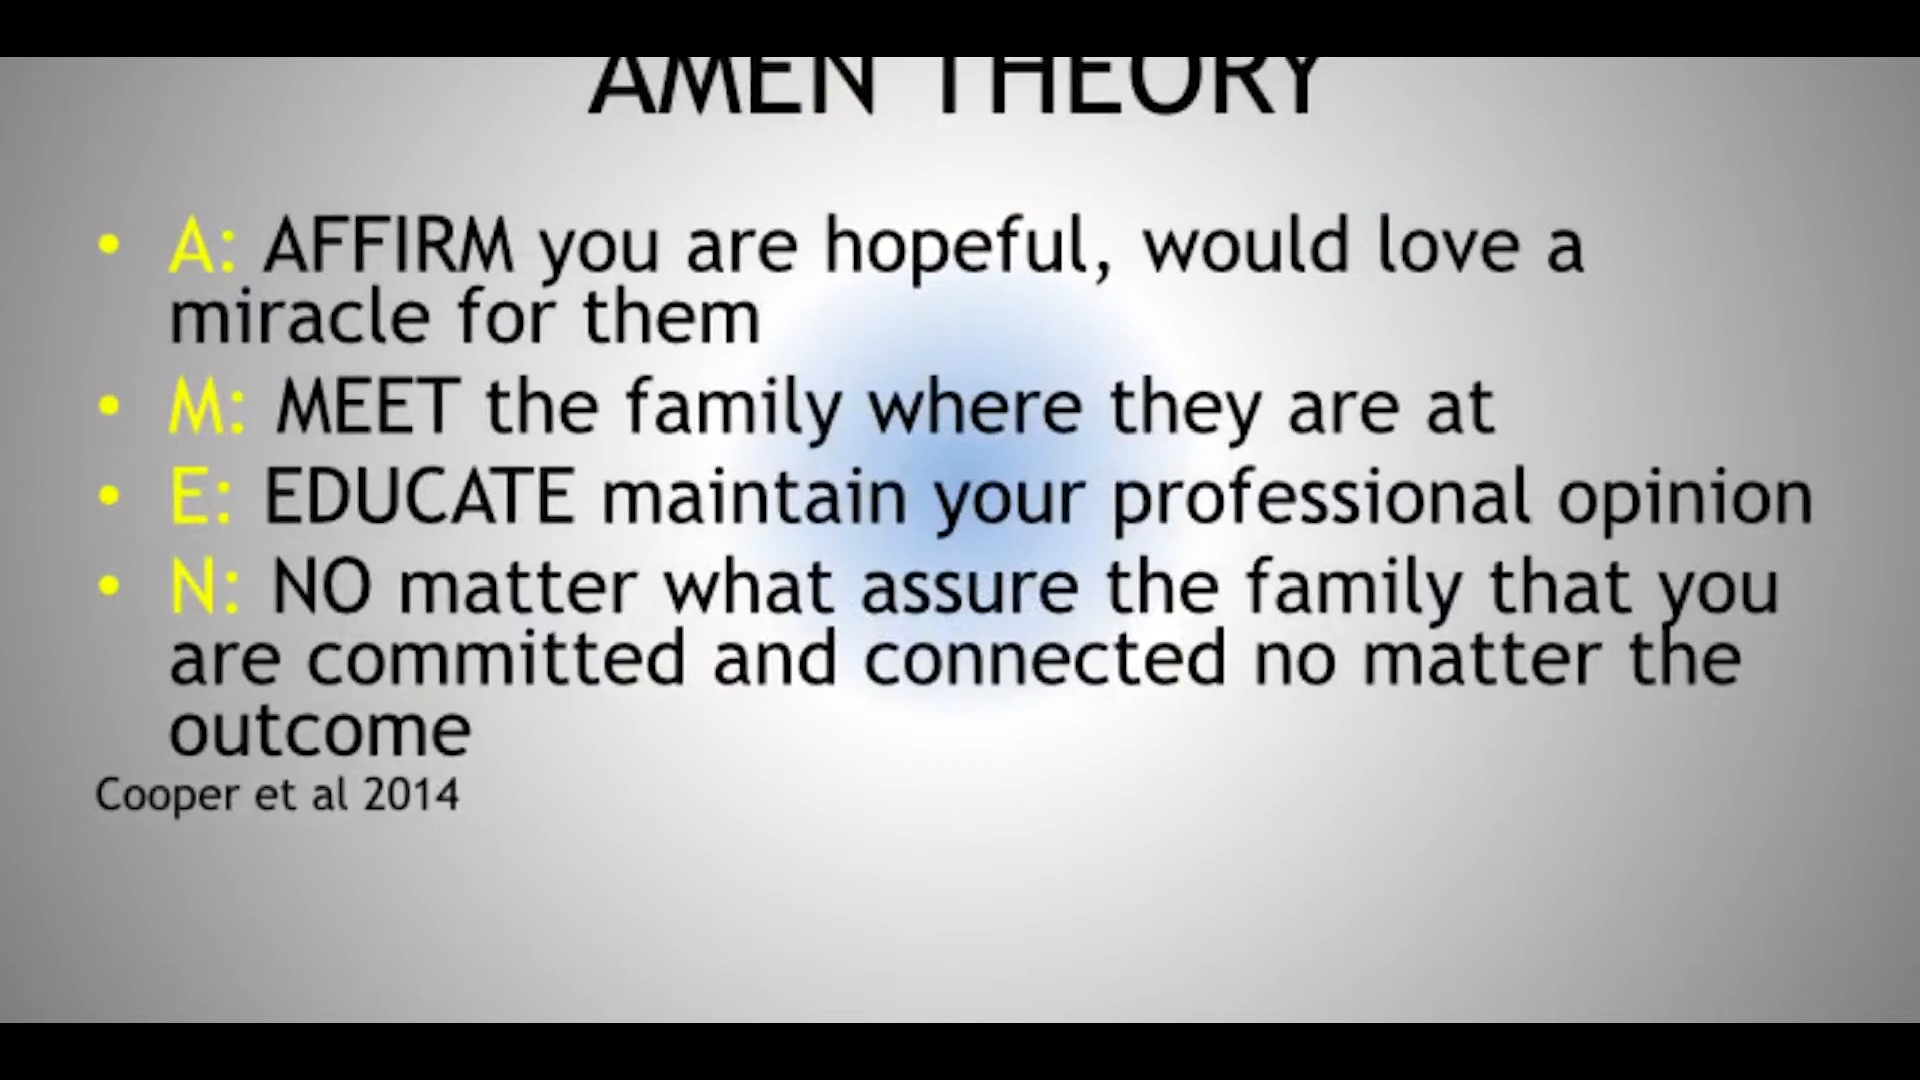 AMEN THEORY
• A: AFFIRM you are hopeful, would love a
miracle for them
• M: MEET the family where they are at
• E: EDUCATE maintain your professional opinion
• N: NO matter what assure the family that you
are committed and connected no matter the
outcome
Cooper et al 2014